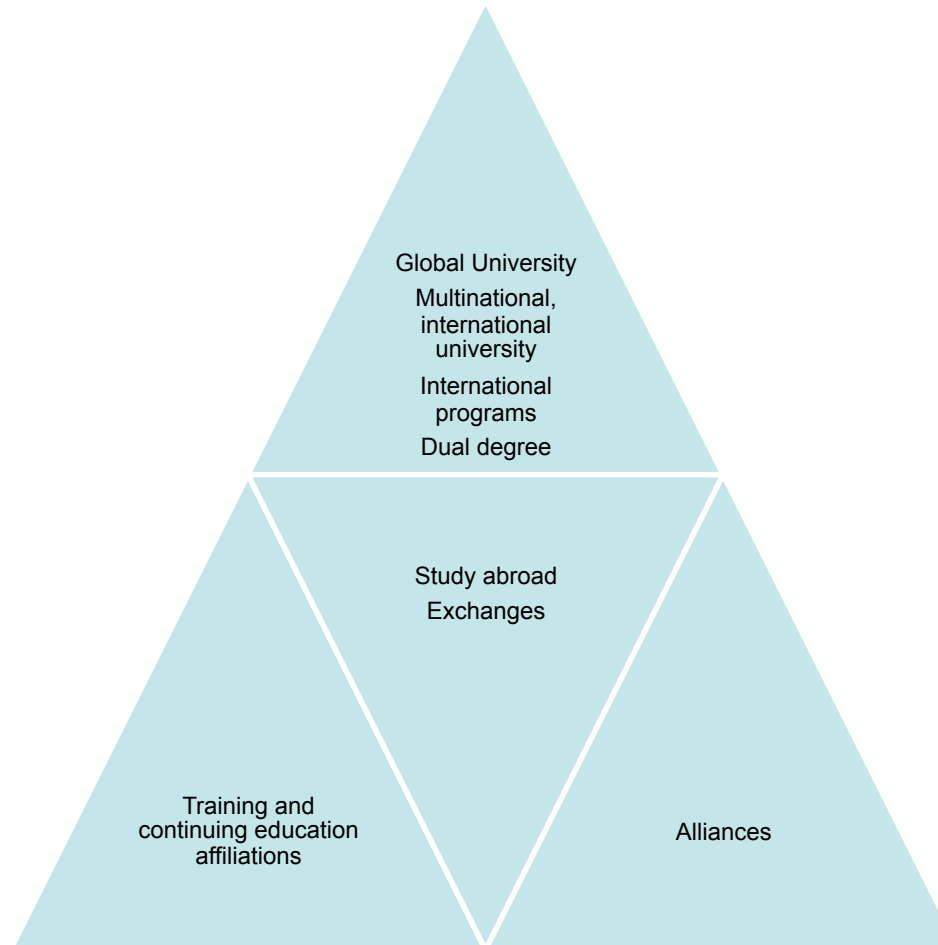 Global University
Multinational,
international
university
International
programs
Dual degree
Study abroad
Exchanges
Training and
continuing education
affiliations
Alliances